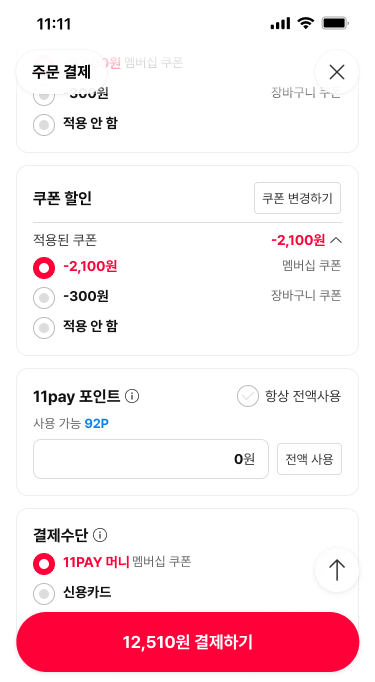 11:11
주문 결제
0원 멤버십 쿠폰
-300원 장바구니 쿠폰
적용 안 함
쿠폰 할인 쿠폰 변경하기
적용된 쿠폰 -2,100원
-2,100원 멤버십 쿠폰
-300원 장바구니 쿠폰
적용 안 함
11pay 포인트 항상 전액사용
사용 가능 92P
0원 전액 사용
결제수단
11PAY 머니 멤버십 쿠폰
신용카드
12,510원 결제하기